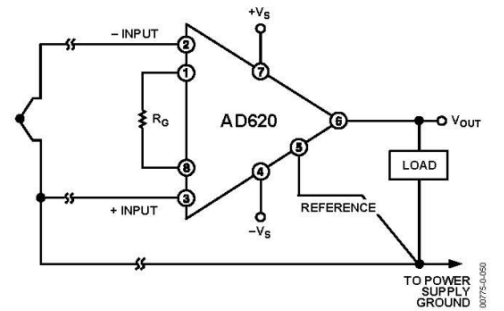 +VS
– INPUT
2
1
7
RG
AD620
6
VOUT
5
8
4
LOAD
3
REFERENCE
+ INPUT
–VS
TO POWER
SUPPLY
GROUND
00775-0-050